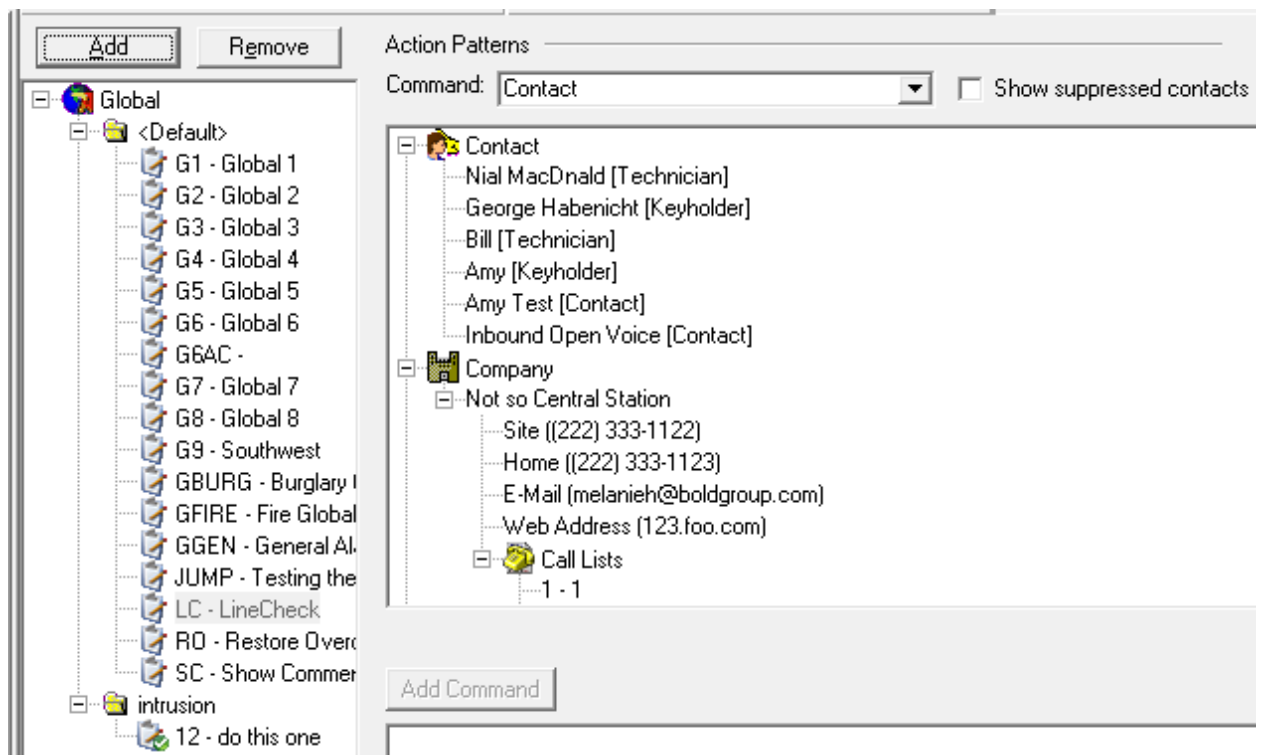 Add
Remove
Global
<Default>
G1 - Global 1
G2 - Global 2
G3 - Global 3
G4 - Global 4
G5 - Global 5
G6 - Global 6
G6AC -
G7 - Global 7
G8 - Global 8
G9 - Southwest
GBURG - Burglary
GFIRE - Fire Global
GGEN - General Al
JUMP - Testing the
LC - LineCheck
RO - Restore Overd
SC - Show Commer
intrusion
12 - do this one
Action Patterns
Command: Contact
Show suppressed contacts
Contact
Nial MacDnald [Technician]
George Habenicht [Keyholder]
Bill [Technician]
Amy [Keyholder]
Amy Test [Contact]
Inbound Open Voice [Contact]
Company
Not so Central Station
Site ((222) 333-1122)
Home ((222) 333-1123)
E-Mail (melanieh@boldgroup.com)
Web Address (123.foo.com)
Call Lists
1 - 1
Add Command